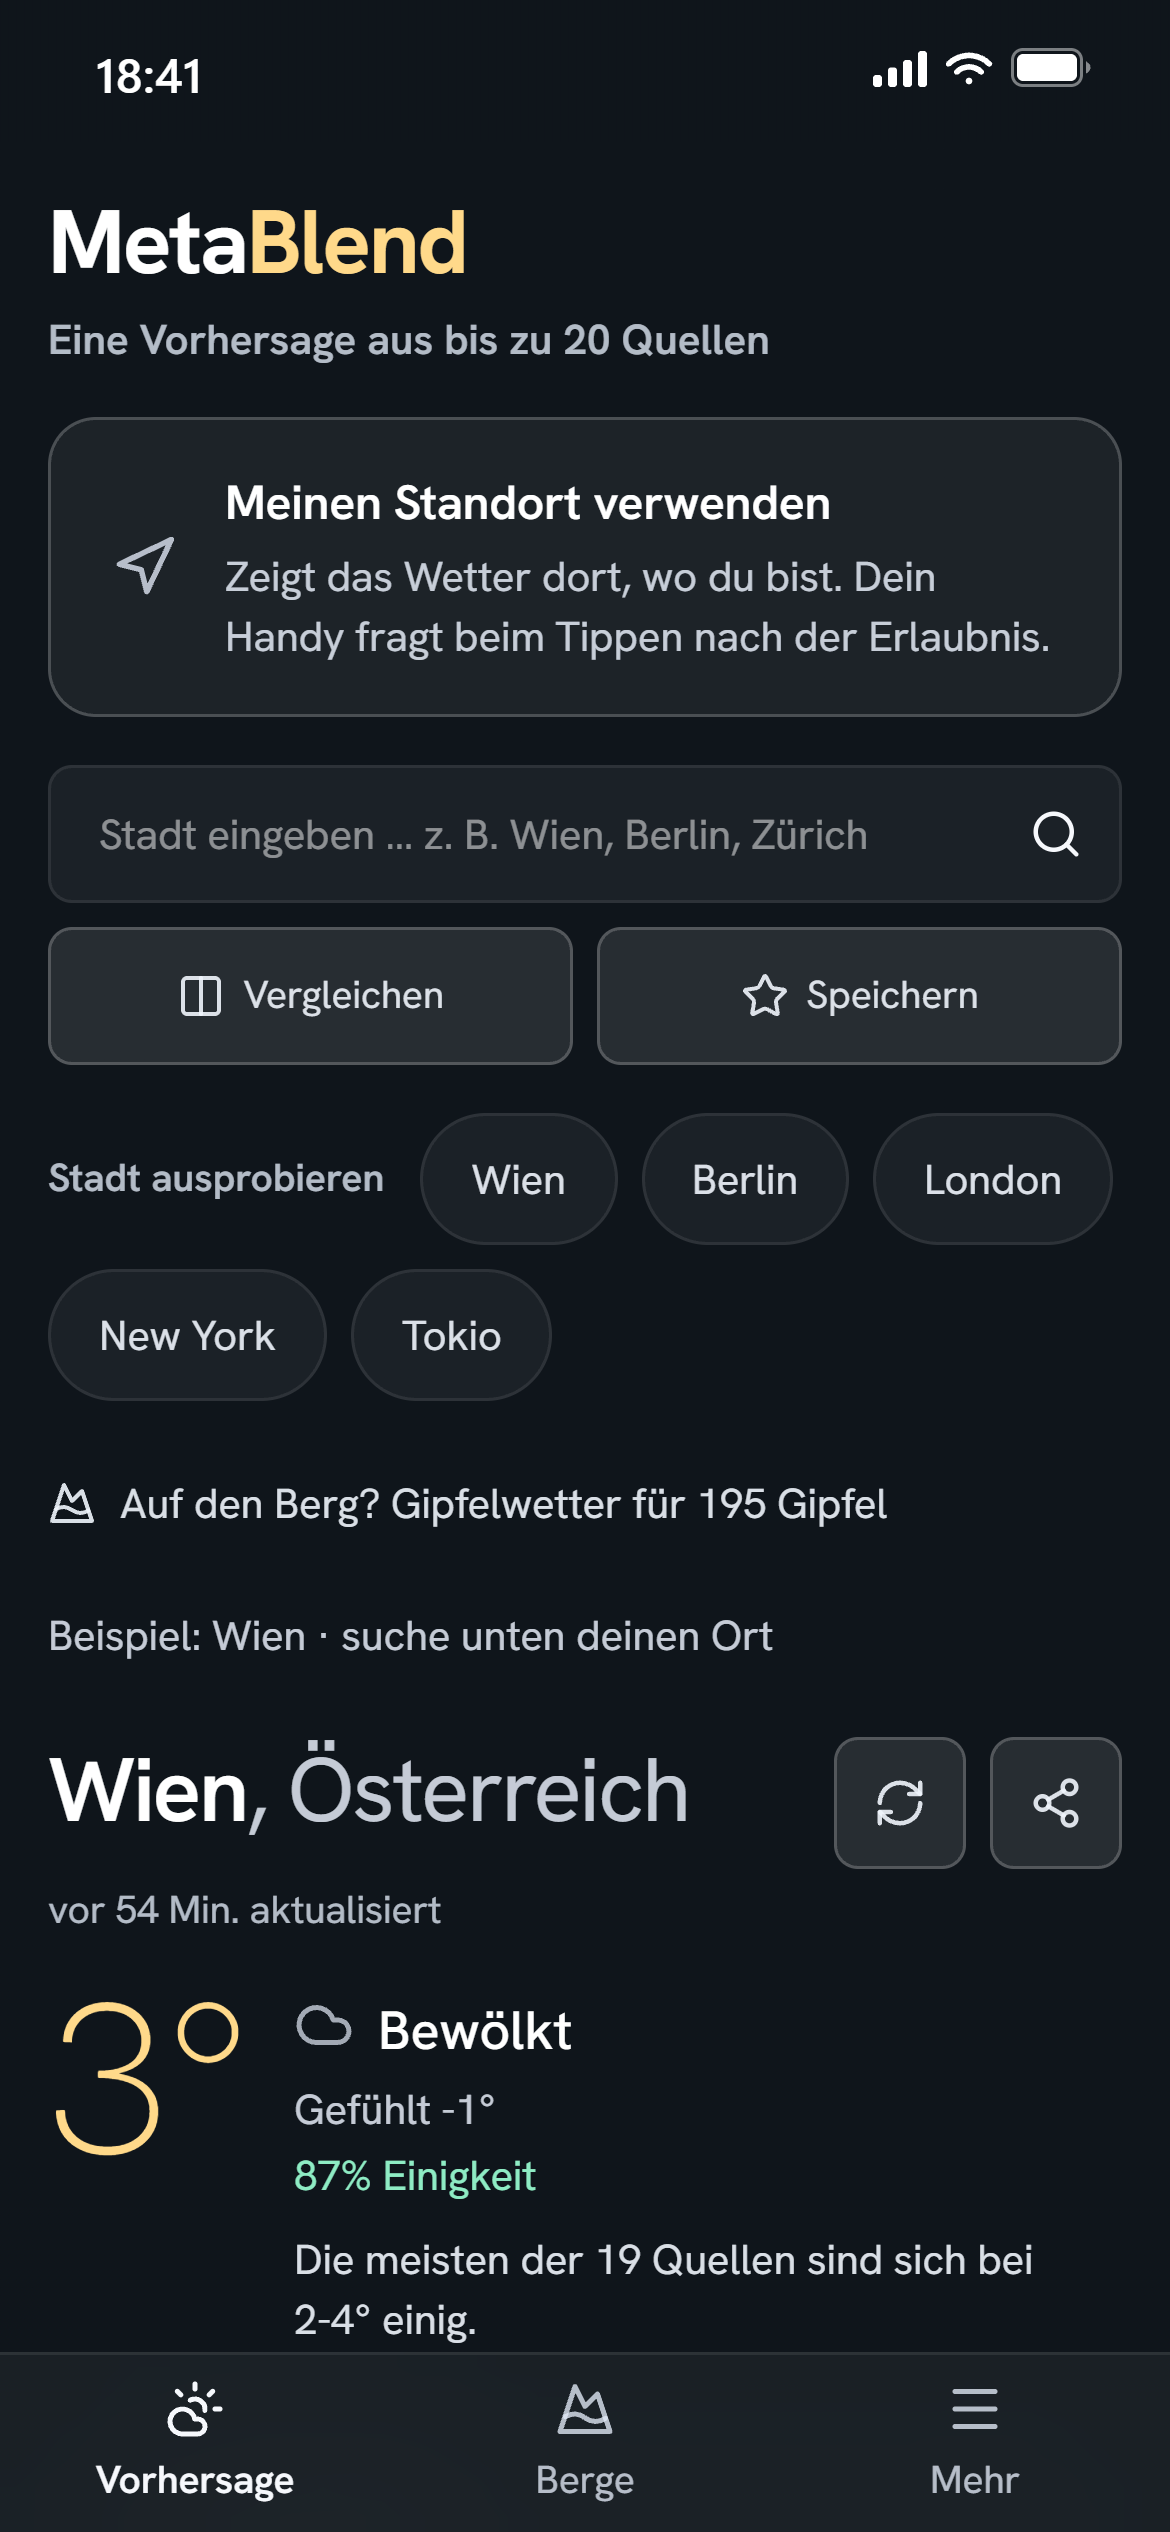 18:41
MetaBlend
Eine Vorhersage aus bis zu 20 Quellen
Meinen Standort verwenden
Zeigt das Wetter dort, wo du bist. Dein
Handy fragt beim Tippen nach der Erlaubnis.
Stadt eingeben ... z. B. Wien, Berlin, Zürich
Vergleichen
Speichern
Stadt ausprobieren
Wien
Berlin
London
New York
Tokio
Auf den Berg? Gipfelwetter für 195 Gipfel
Beispiel: Wien · suche unten deinen Ort
Wien, Österreich
vor 54 Min. aktualisiert
3°
Bewölkt
Gefühlt -1°
87% Einigkeit
Die meisten der 19 Quellen sind sich bei
2-4° einig.
Vorhersage
Berge
Mehr